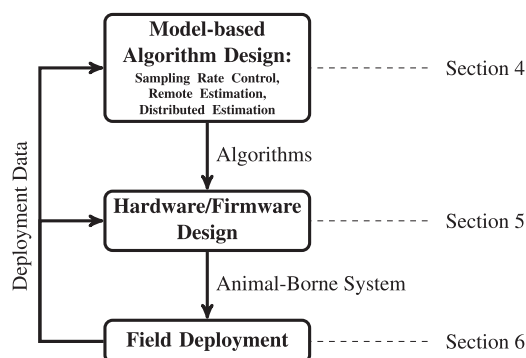 Model-based
Algorithm Design:
Sampling Rate Control,
Remote Estimation,
Distributed Estimation
Section 4
Deployment Data
Algorithms
Hardware/Firmware
Design
Section 5
Animal-Borne System
Field Deployment
Section 6